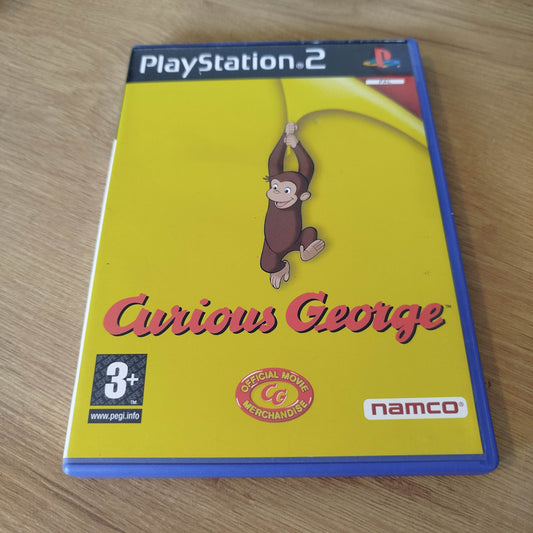 PlayStation®2
PAL
Curious George™
3+
www.pegi.info
OFFICIAL MOVIE
CG
MERCHANDISE
namco®